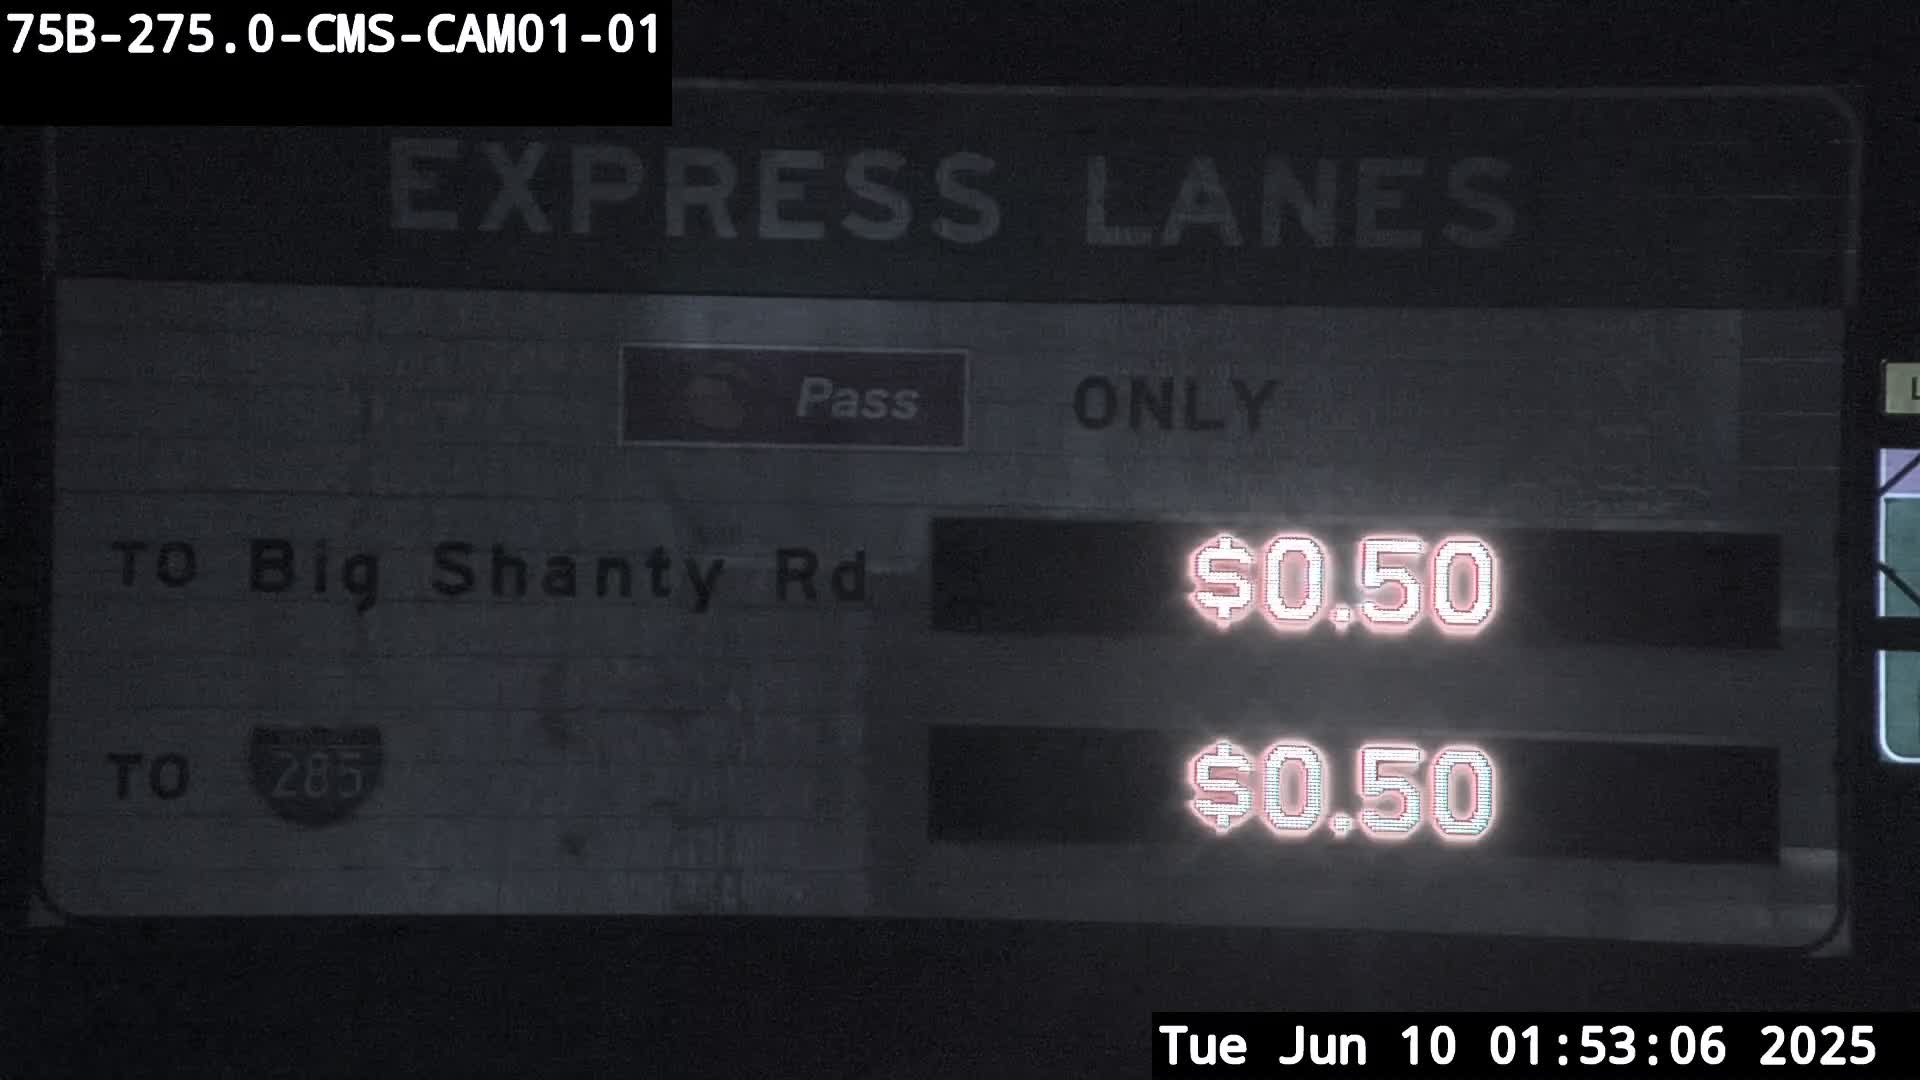 75B-275.0-CMS-CAM01-01
EXPRESS LANES
Pass ONLY
TO Big Shanty Rd $0.50
TO 285 $0.50
Tue Jun 10 01:53:06 2025